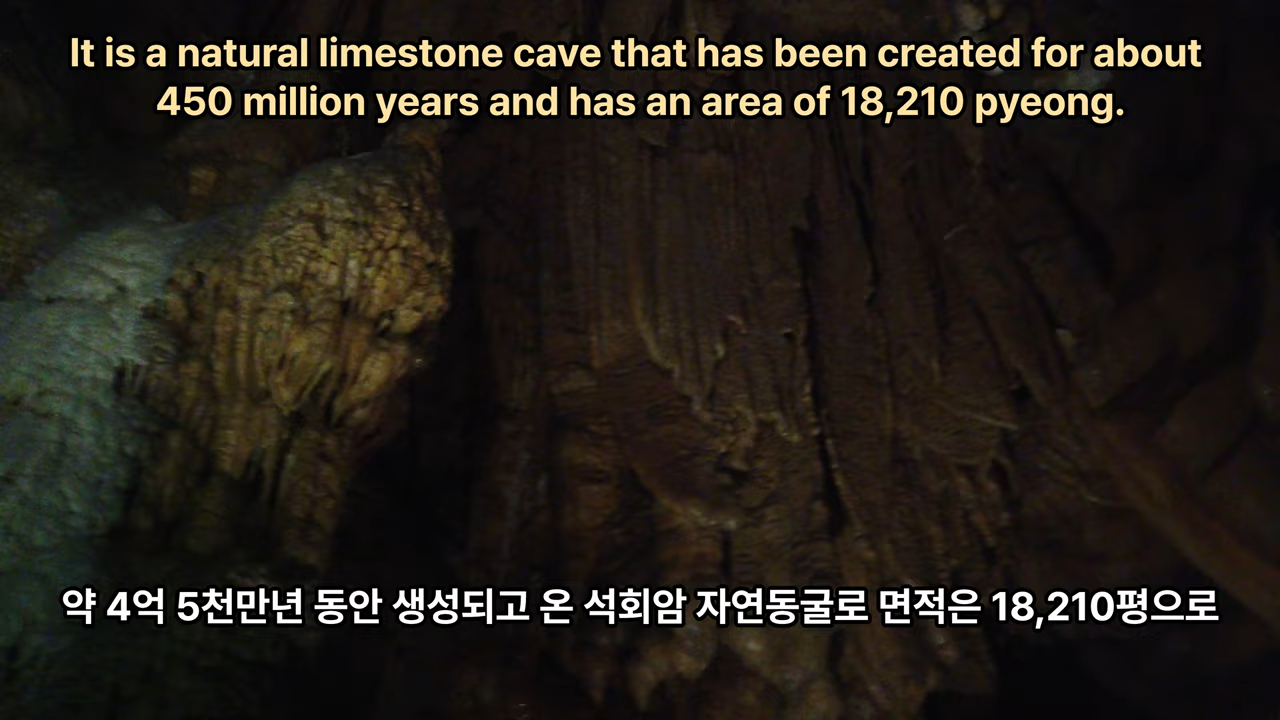 It is a natural limestone cave that has been created for about
450 million years and has an area of 18,210 pyeong.
약 4억 5천만년 동안 생성되고 온 석회암 자연동굴로 면적은 18,210평으로